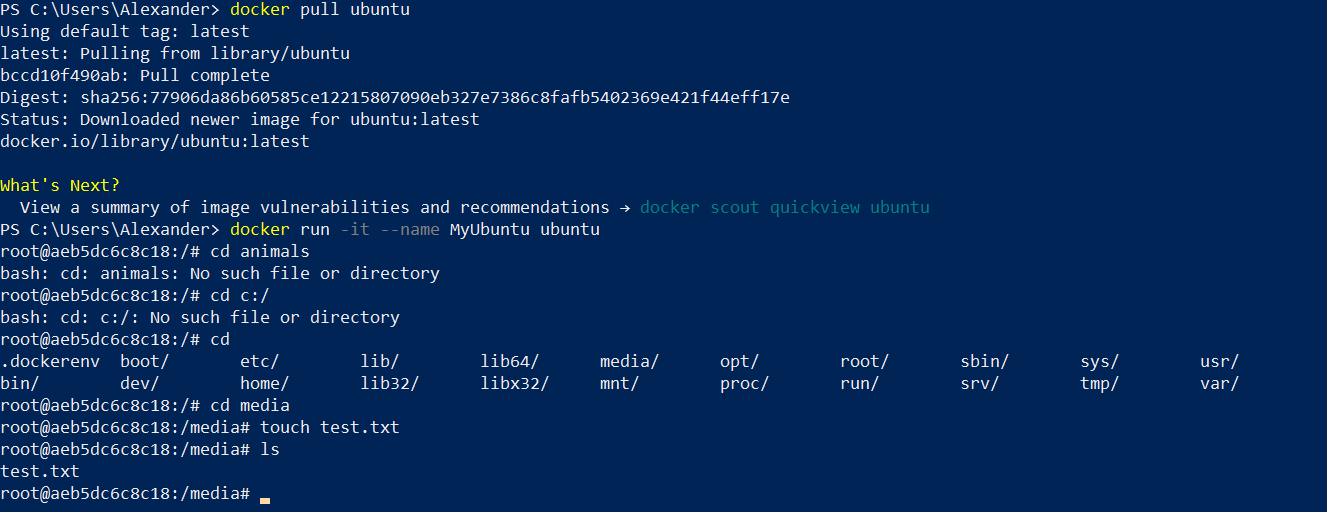 PS C:\Users\Alexander> docker pull ubuntu
Using default tag: latest
latest: Pulling from library/ubuntu
bccd10f490ab: Pull complete
Digest: sha256:77906da86b60585ce12215807090eb327e7386c8fafb5402369e421f44eff17e
Status: Downloaded newer image for ubuntu:latest
docker.io/library/ubuntu:latest
What's Next?
  View a summary of image vulnerabilities and recommendations → docker scout quickview ubuntu
PS C:\Users\Alexander> docker run -it --name MyUbuntu ubuntu
root@aeb5dc6c8c18:/# cd animals
bash: cd: animals: No such file or directory
root@aeb5dc6c8c18:/# cd c:/
bash: cd: c:/: No such file or directory
root@aeb5dc6c8c18:/# cd
.dockerenv  boot/       etc/        lib/        lib64/      media/      opt/        root/       sbin/       sys/        usr/
bin/        dev/        home/       lib32/      libx32/     mnt/        proc/       run/        srv/        tmp/        var/
root@aeb5dc6c8c18:/# cd media
root@aeb5dc6c8c18:/media# touch test.txt
root@aeb5dc6c8c18:/media# ls
test.txt
root@aeb5dc6c8c18:/media#